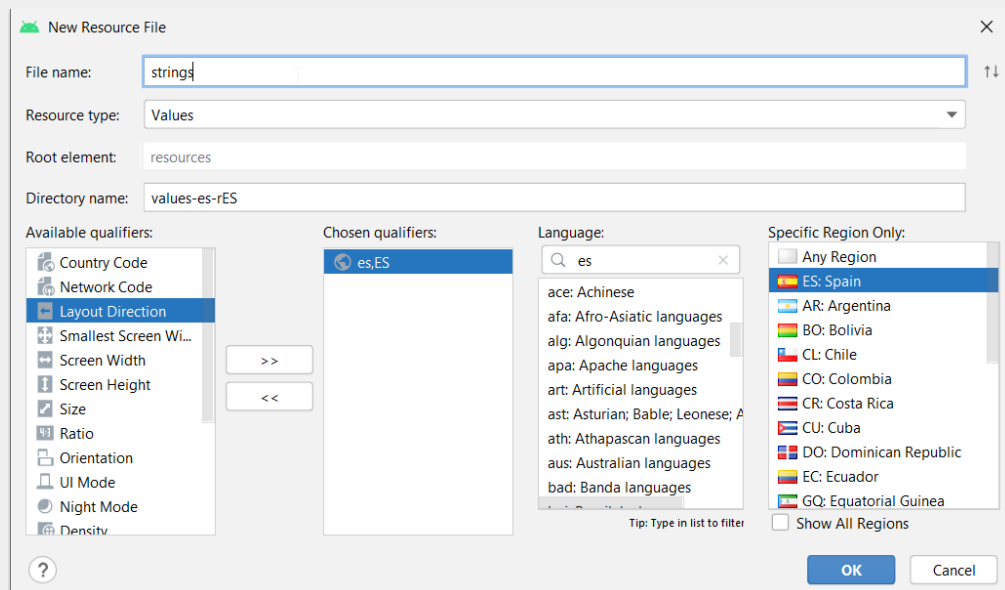 New Resource File
File name: strings
Resource type: Values
Root element: resources
Directory name: values-es-rES
Available qualifiers:
Country Code
Network Code
Layout Direction
Smallest Screen Wi...
Screen Width
Screen Height
Size
Ratio
Orientation
UI Mode
Night Mode
Density
>>
<<
Chosen qualifiers:
es,ES
Language:
es
ace: Achinese
afa: Afro-Asiatic languages
alg: Algonquian languages
apa: Apache languages
art: Artificial languages
ast: Asturian; Bable; Leonese; A
ath: Athapascan languages
aus: Australian languages
bad: Banda languages
Tip: Type in list to filter
Specific Region Only:
Any Region
ES: Spain
AR: Argentina
BO: Bolivia
CL: Chile
CO: Colombia
CR: Costa Rica
CU: Cuba
DO: Dominican Republic
EC: Ecuador
GQ: Equatorial Guinea
Show All Regions
?
OK
Cancel